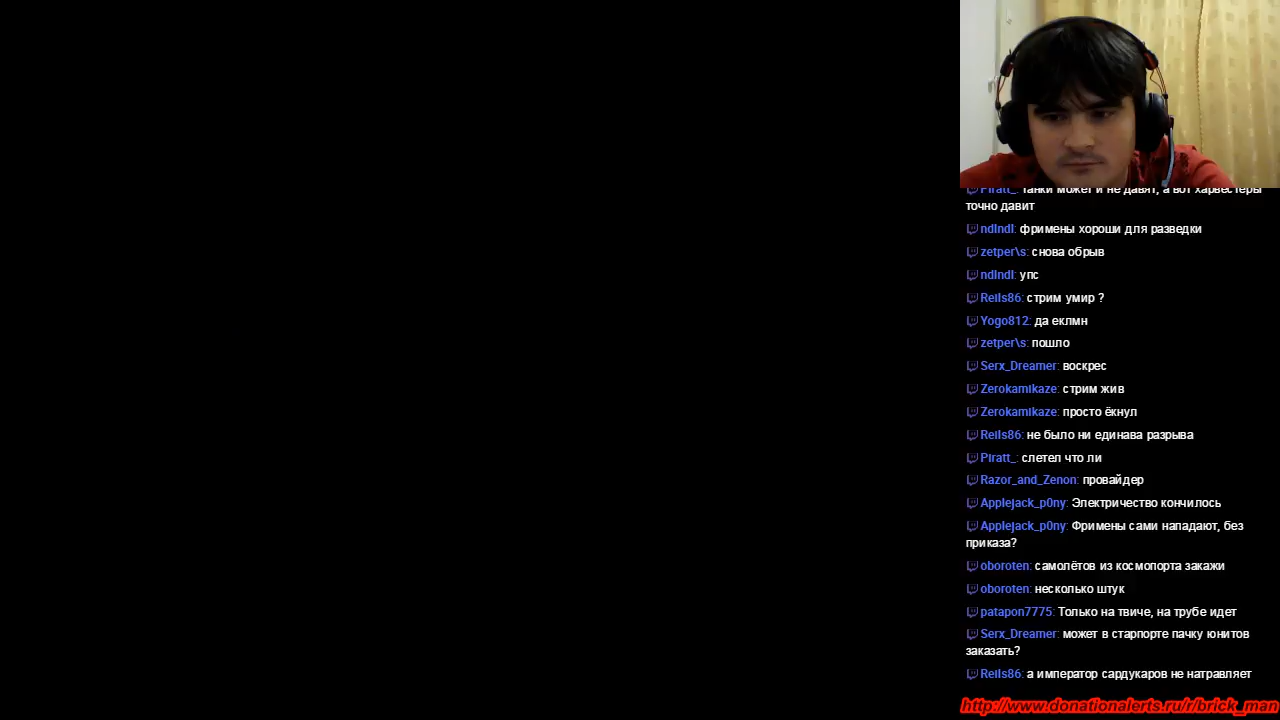 Piratt_: танки может и не давят, а вот харвестеры
точно давит
ndlndl: фримены хороши для разведки
zetper\s: снова обрыв
ndlndl: упс
Reils86: стрим умир ?
Yogo812: да еклмн
zetper\s: пошло
Serx_Dreamer: воскрес
Zerokamikaze: стрим жив
Zerokamikaze: просто ёкнул
Reils86: не было ни единава разрыва
Piratt_: слетел что ли
Razor_and_Zenon: провайдер
Applejack_p0ny: Электричество кончилось
Applejack_p0ny: Фримены сами нападают, без
приказа?
oboroten: самолётов из космопорта закажи
oboroten: несколько штук
patapon7775: Только на твиче, на трубе идет
Serx_Dreamer: может в старпорте пачку юнитов
заказать?
Reils86: а император сардукаров не натравляет
http://www.donationalerts.ru/r/brick_man